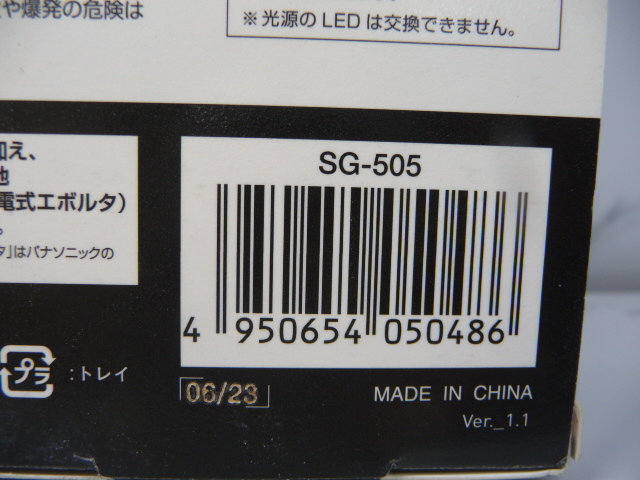 や爆発の危険は
※光源のLEDは交換できません。
加え、
池
電式エボルタ）
タ」はパナソニックの
SG-505
4 950654 050486
プラ :トレイ
06/23
MADE IN CHINA
Ver._1.1